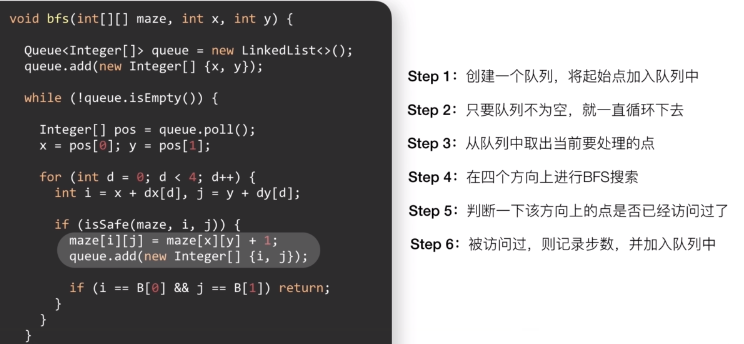 void bfs(int[][] maze, int x, int y) {
Queue<Integer[]> queue = new LinkedList<>();
queue.add(new Integer[] {x, y});
while (!queue.isEmpty()) {
Integer[] pos = queue.poll();
x = pos[0]; y = pos[1];
for (int d = 0; d < 4; d++) {
int i = x + dx[d], j = y + dy[d];
if (isSafe(maze, i, j)) {
maze[i][j] = maze[x][y] + 1;
queue.add(new Integer[] {i, j});
if (i == B[0] && j == B[1]) return;
}
}
}
Step 1：创建一个队列，将起始点加入队列中
Step 2：只要队列不为空，就一直循环下去
Step 3：从队列中取出当前要处理的点
Step 4：在四个方向上进行BFS搜索
Step 5：判断一下该方向上的点是否已经访问过了
Step 6：被访问过，则记录步数，并加入队列中